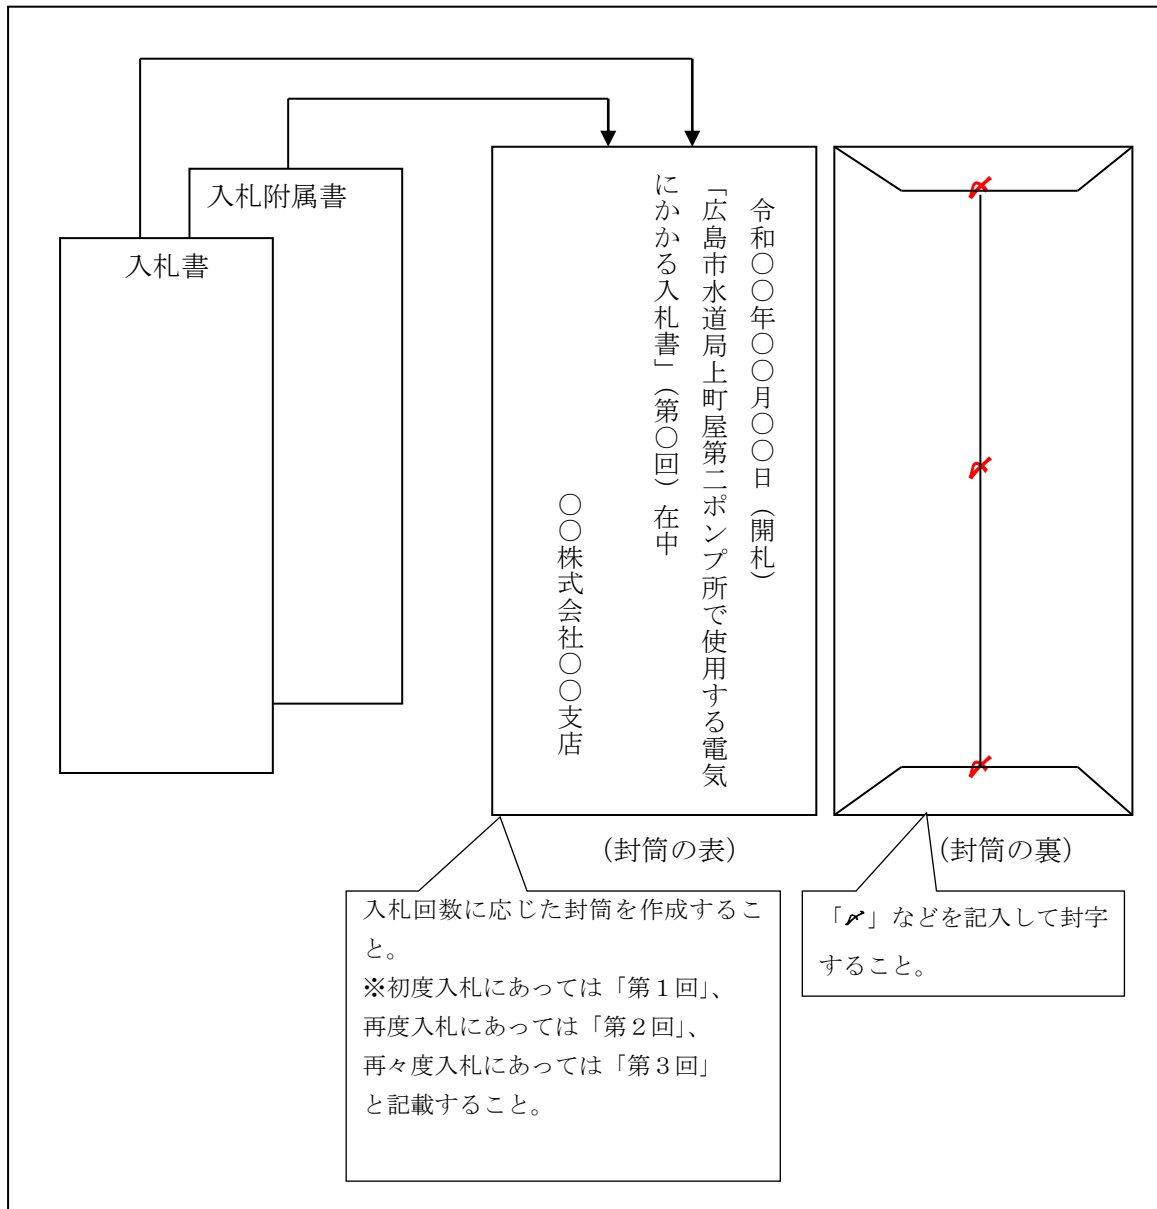 入札附属書
入札書
令和〇〇年〇〇月〇〇日（開札）
「広島市水道局上町屋第二ポンプ所で使用する電気
にかかる入札書」（第〇回）在中
〇〇株式会社〇〇支店
〆
〆
〆
（封筒の表）
（封筒の裏）
入札回数に応じた封筒を作成するこ
と。
※初度入札にあっては「第１回」、
再度入札にあっては「第２回」、
再々度入札にあっては「第３回」
と記載すること。
「〆」などを記入して封字
すること。